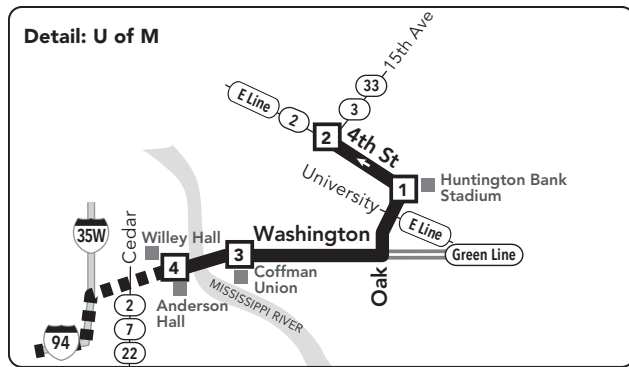 Detail: U of M
15th Ave
33
3
E Line
2
2
4th St
University
1
Huntington Bank
Stadium
E Line
Green Line
Oak
Washington
3
Coffman
Union
MISSISSIPPI RIVER
Willey Hall
4
Anderson
Hall
Cedar
2
7
22
35W
94